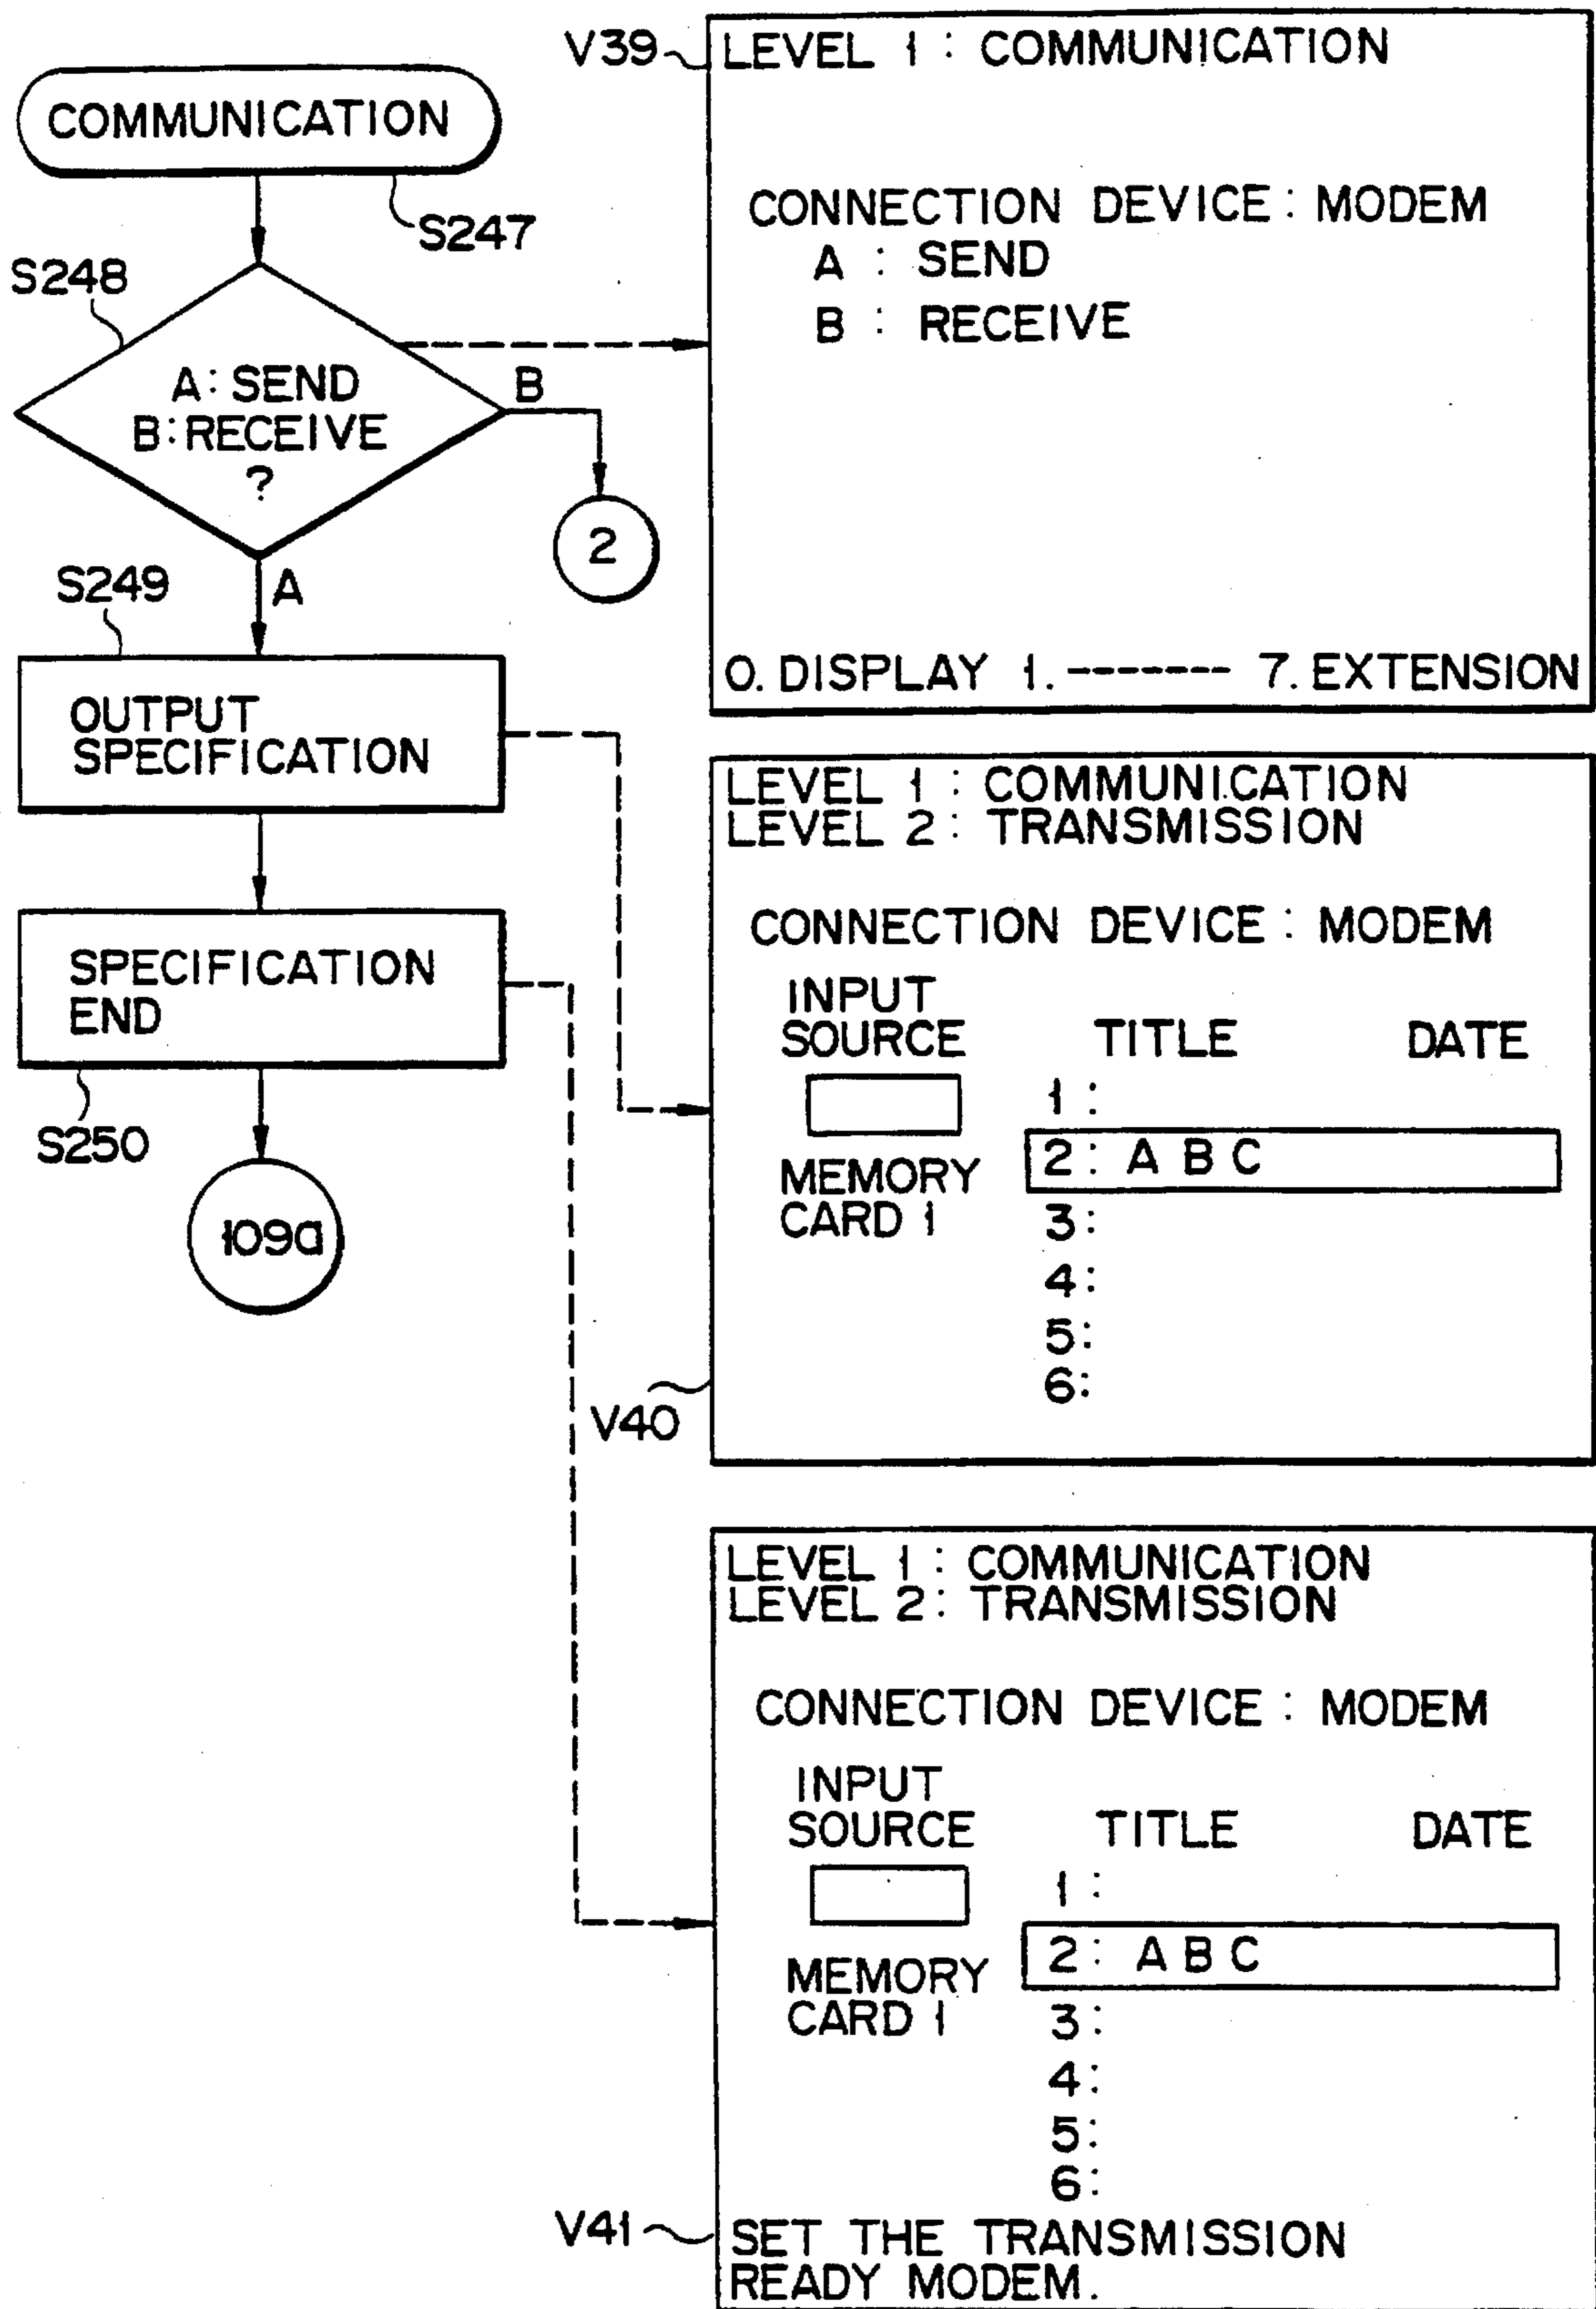 COMMUNICATION
S247
S248
A: SEND
B: RECEIVE
?
B
2
A
S249
OUTPUT
SPECIFICATION
SPECIFICATION
END
S250
109a
V39
LEVEL 1 : COMMUNICATION
CONNECTION DEVICE : MODEM
A : SEND
B : RECEIVE
0. DISPLAY 1. ------- 7. EXTENSION
LEVEL 1 : COMMUNICATION
LEVEL 2 : TRANSMISSION
CONNECTION DEVICE : MODEM
INPUT
SOURCE TITLE DATE
1 :
2 : A B C
MEMORY
CARD 1
3 :
4 :
5 :
6 :
V40
LEVEL 1 : COMMUNICATION
LEVEL 2 : TRANSMISSION
CONNECTION DEVICE : MODEM
INPUT
SOURCE TITLE DATE
1 :
2 : A B C
MEMORY
CARD 1
3 :
4 :
5 :
6 :
V41
SET THE TRANSMISSION
READY MODEM.